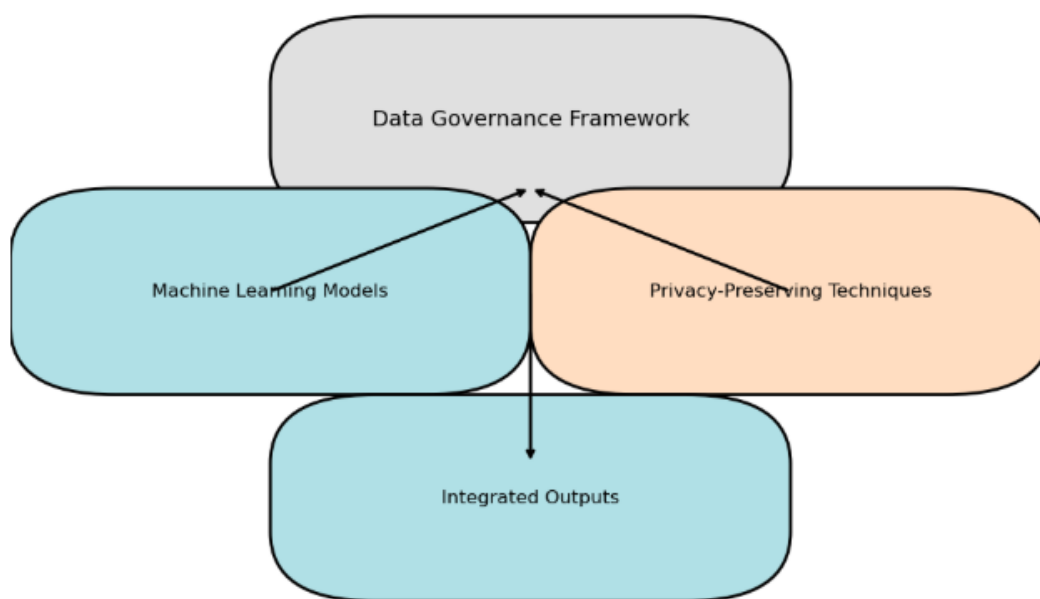 Data Governance Framework
Machine Learning Models
Privacy-Preserving Techniques
Integrated Outputs